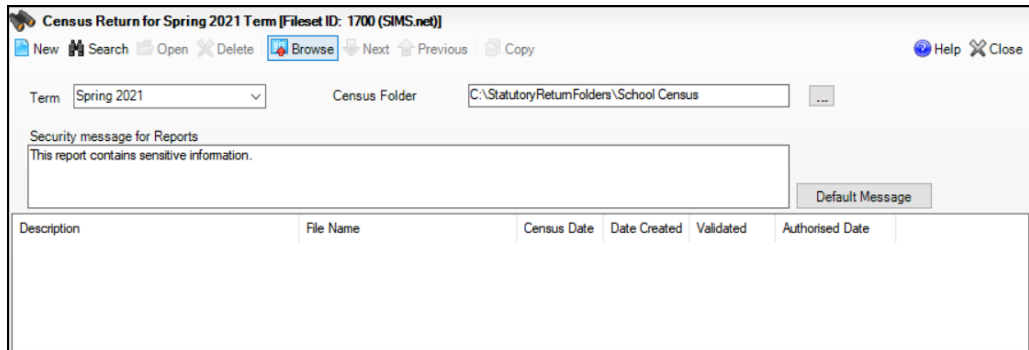 Census Return for Spring 2021 Term [Fileset ID: 1700 (SIMS.net)]
New Search Open Delete Browse Next Previous Copy Help Close
Term Spring 2021 Census Folder C:\StatutoryReturnFolders\School Census ...
Security message for Reports
This report contains sensitive information.
Default Message
Description File Name Census Date Date Created Validated Authorised Date